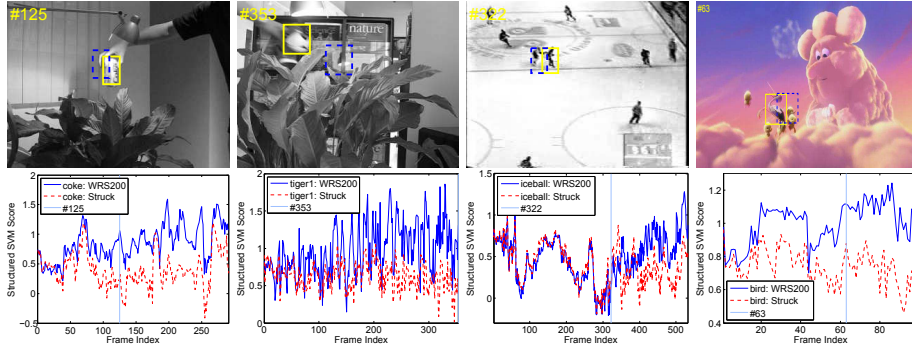 #125
#353
nature
#322
#63
2
1.5
1
0.5
0
−0.5
0
100
200
Structured SVM Score
Frame Index
coke: WRS200
coke: Struck
#125
2
1.5
1
0.5
0
0
100
200
300
Structured SVM Score
Frame Index
tiger1: WRS200
tiger1: Struck
#353
1.5
1
0.5
0
100
200
300
400
500
Structured SVM Score
Frame Index
iceball: WRS200
iceball: Struck
#322
1.2
1
0.8
0.6
0.4
20
40
60
80
Structured SVM Score
Frame Index
bird: WRS200
bird: Struck
#63